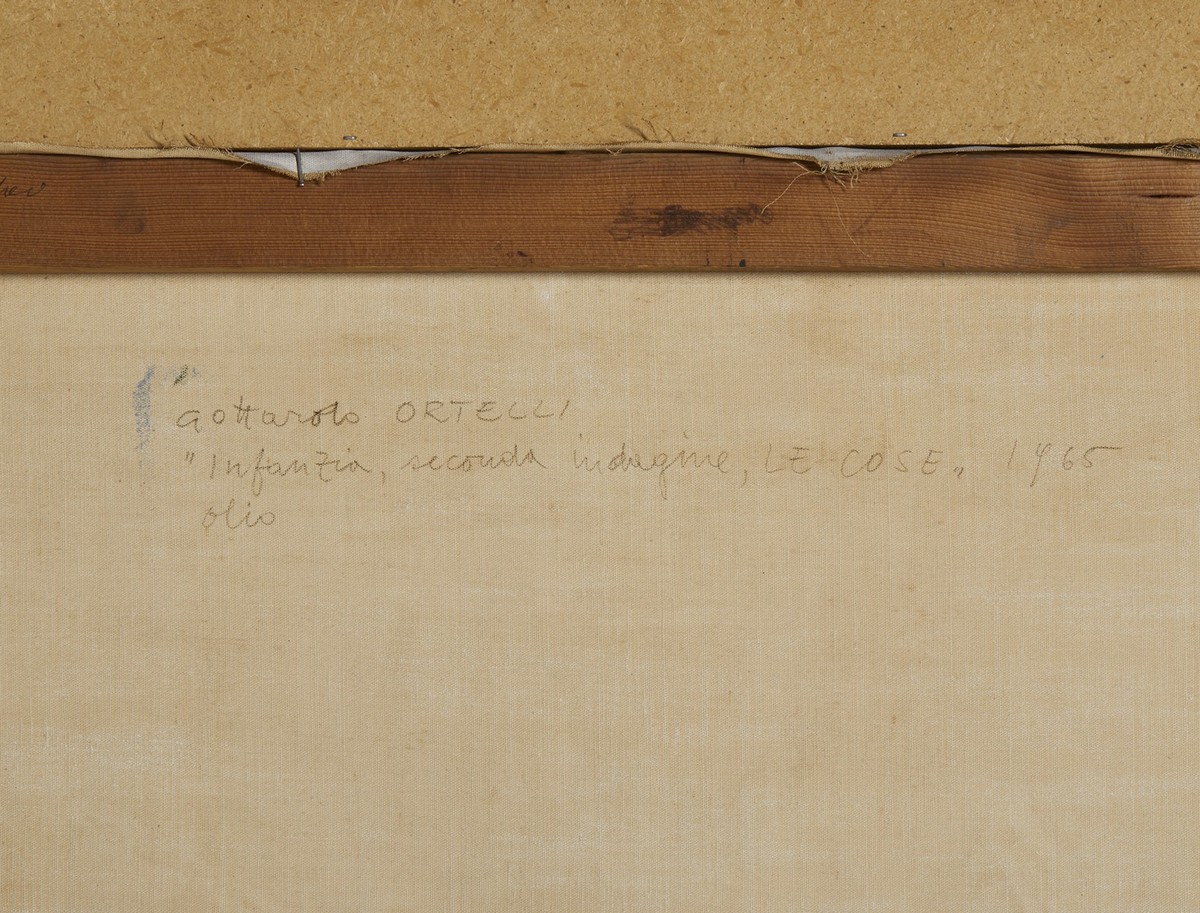 Gottardo ORTELLI
"Infanzia, seconda indagine, LE COSE„ 1965
olio